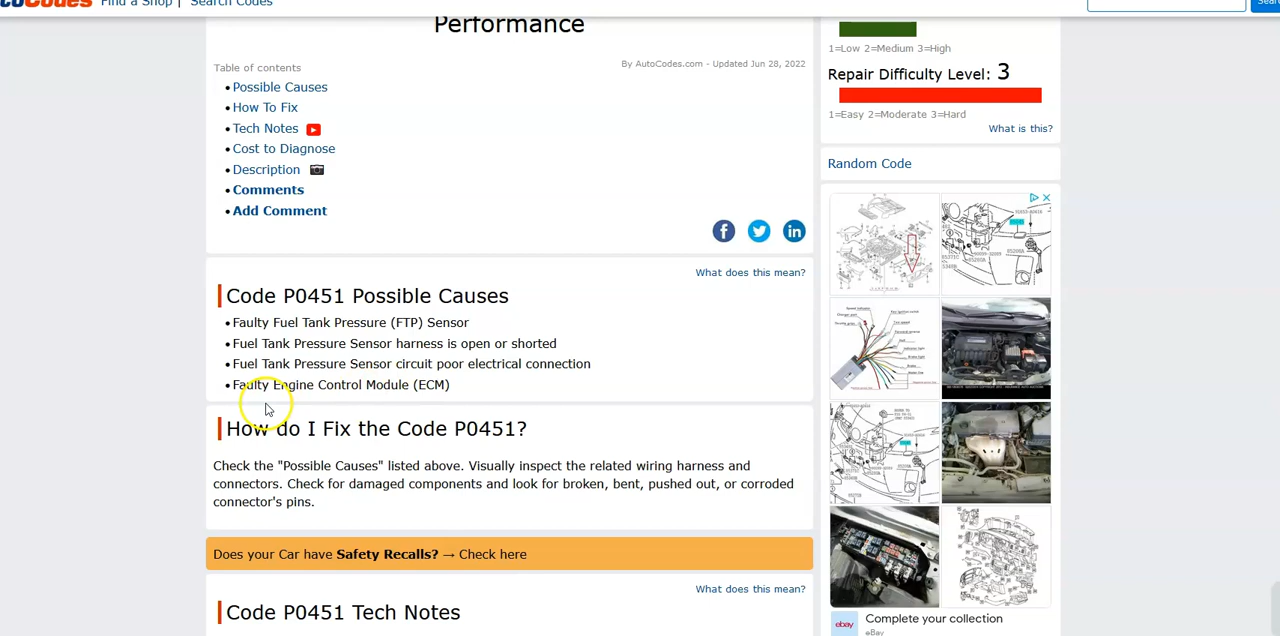 Find a Shop | Search Codes
Performance
Table of contents
By AutoCodes.com - Updated Jun 28, 2022
•Possible Causes
•How To Fix
•Tech Notes
•Cost to Diagnose
•Description
•Comments
•Add Comment
What does this mean?
Code P0451 Possible Causes
•Faulty Fuel Tank Pressure (FTP) Sensor
•Fuel Tank Pressure Sensor harness is open or shorted
•Fuel Tank Pressure Sensor circuit poor electrical connection
•Faulty Engine Control Module (ECM)
How do I Fix the Code P0451?
Check the "Possible Causes" listed above. Visually inspect the related wiring harness and
connectors. Check for damaged components and look for broken, bent, pushed out, or corroded
connector's pins.
Does your Car have Safety Recalls? → Check here
What does this mean?
Code P0451 Tech Notes
1=Low 2=Medium 3=High
Repair Difficulty Level: 3
1=Easy 2=Moderate 3=Hard
What is this?
Random Code
ebay
Complete your collection
eBay